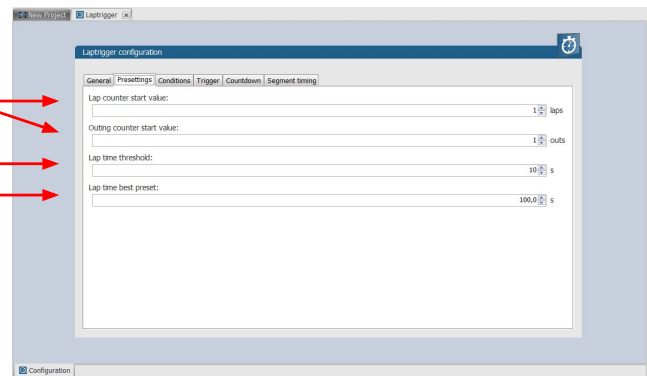 New Project Laptrigger
Laptrigger configuration
General Presettings Conditions Trigger Countdown Segment timing
Lap counter start value:
1 laps
Outing counter start value:
1 outs
Lap time threshold:
10 s
Lap time best preset:
100,0 s
Configuration